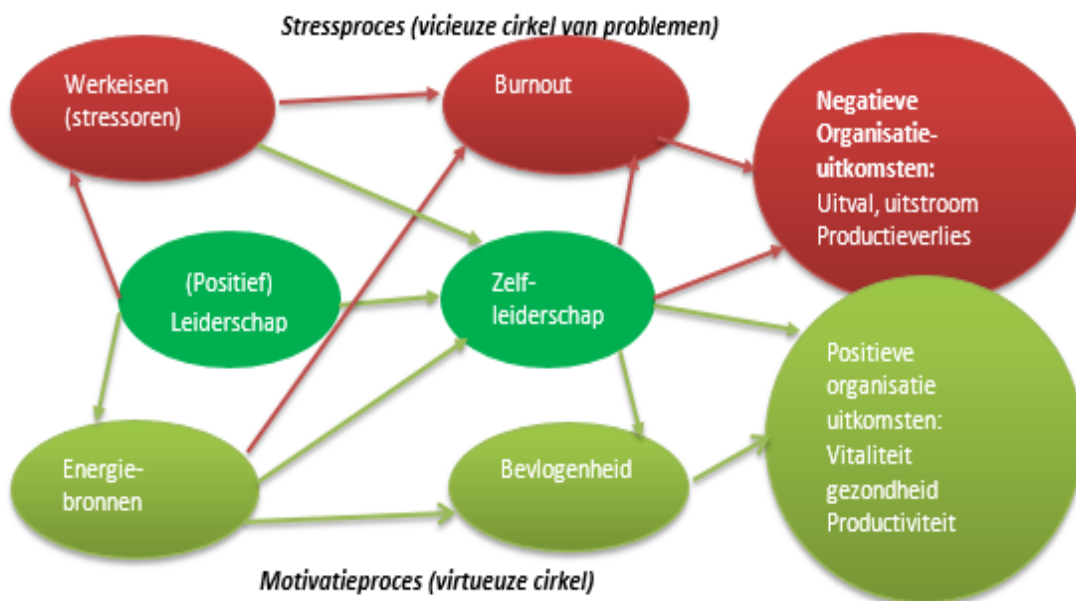 Stressproces (vicieuze cirkel van problemen)
Werkeisen
(stressoren)
Burnout
Negatieve
Organisatie-
uitkomsten:
Uitval, uitstroom
Productieverlies
(Positief)
Leiderschap
Zelf-
leiderschap
Positieve
organisatie
uitkomsten:
Vitaliteit
gezondheid
Productiviteit
Energie-
bronnen
Bevlogenheid
Motivatieproces (virtueuze cirkel)